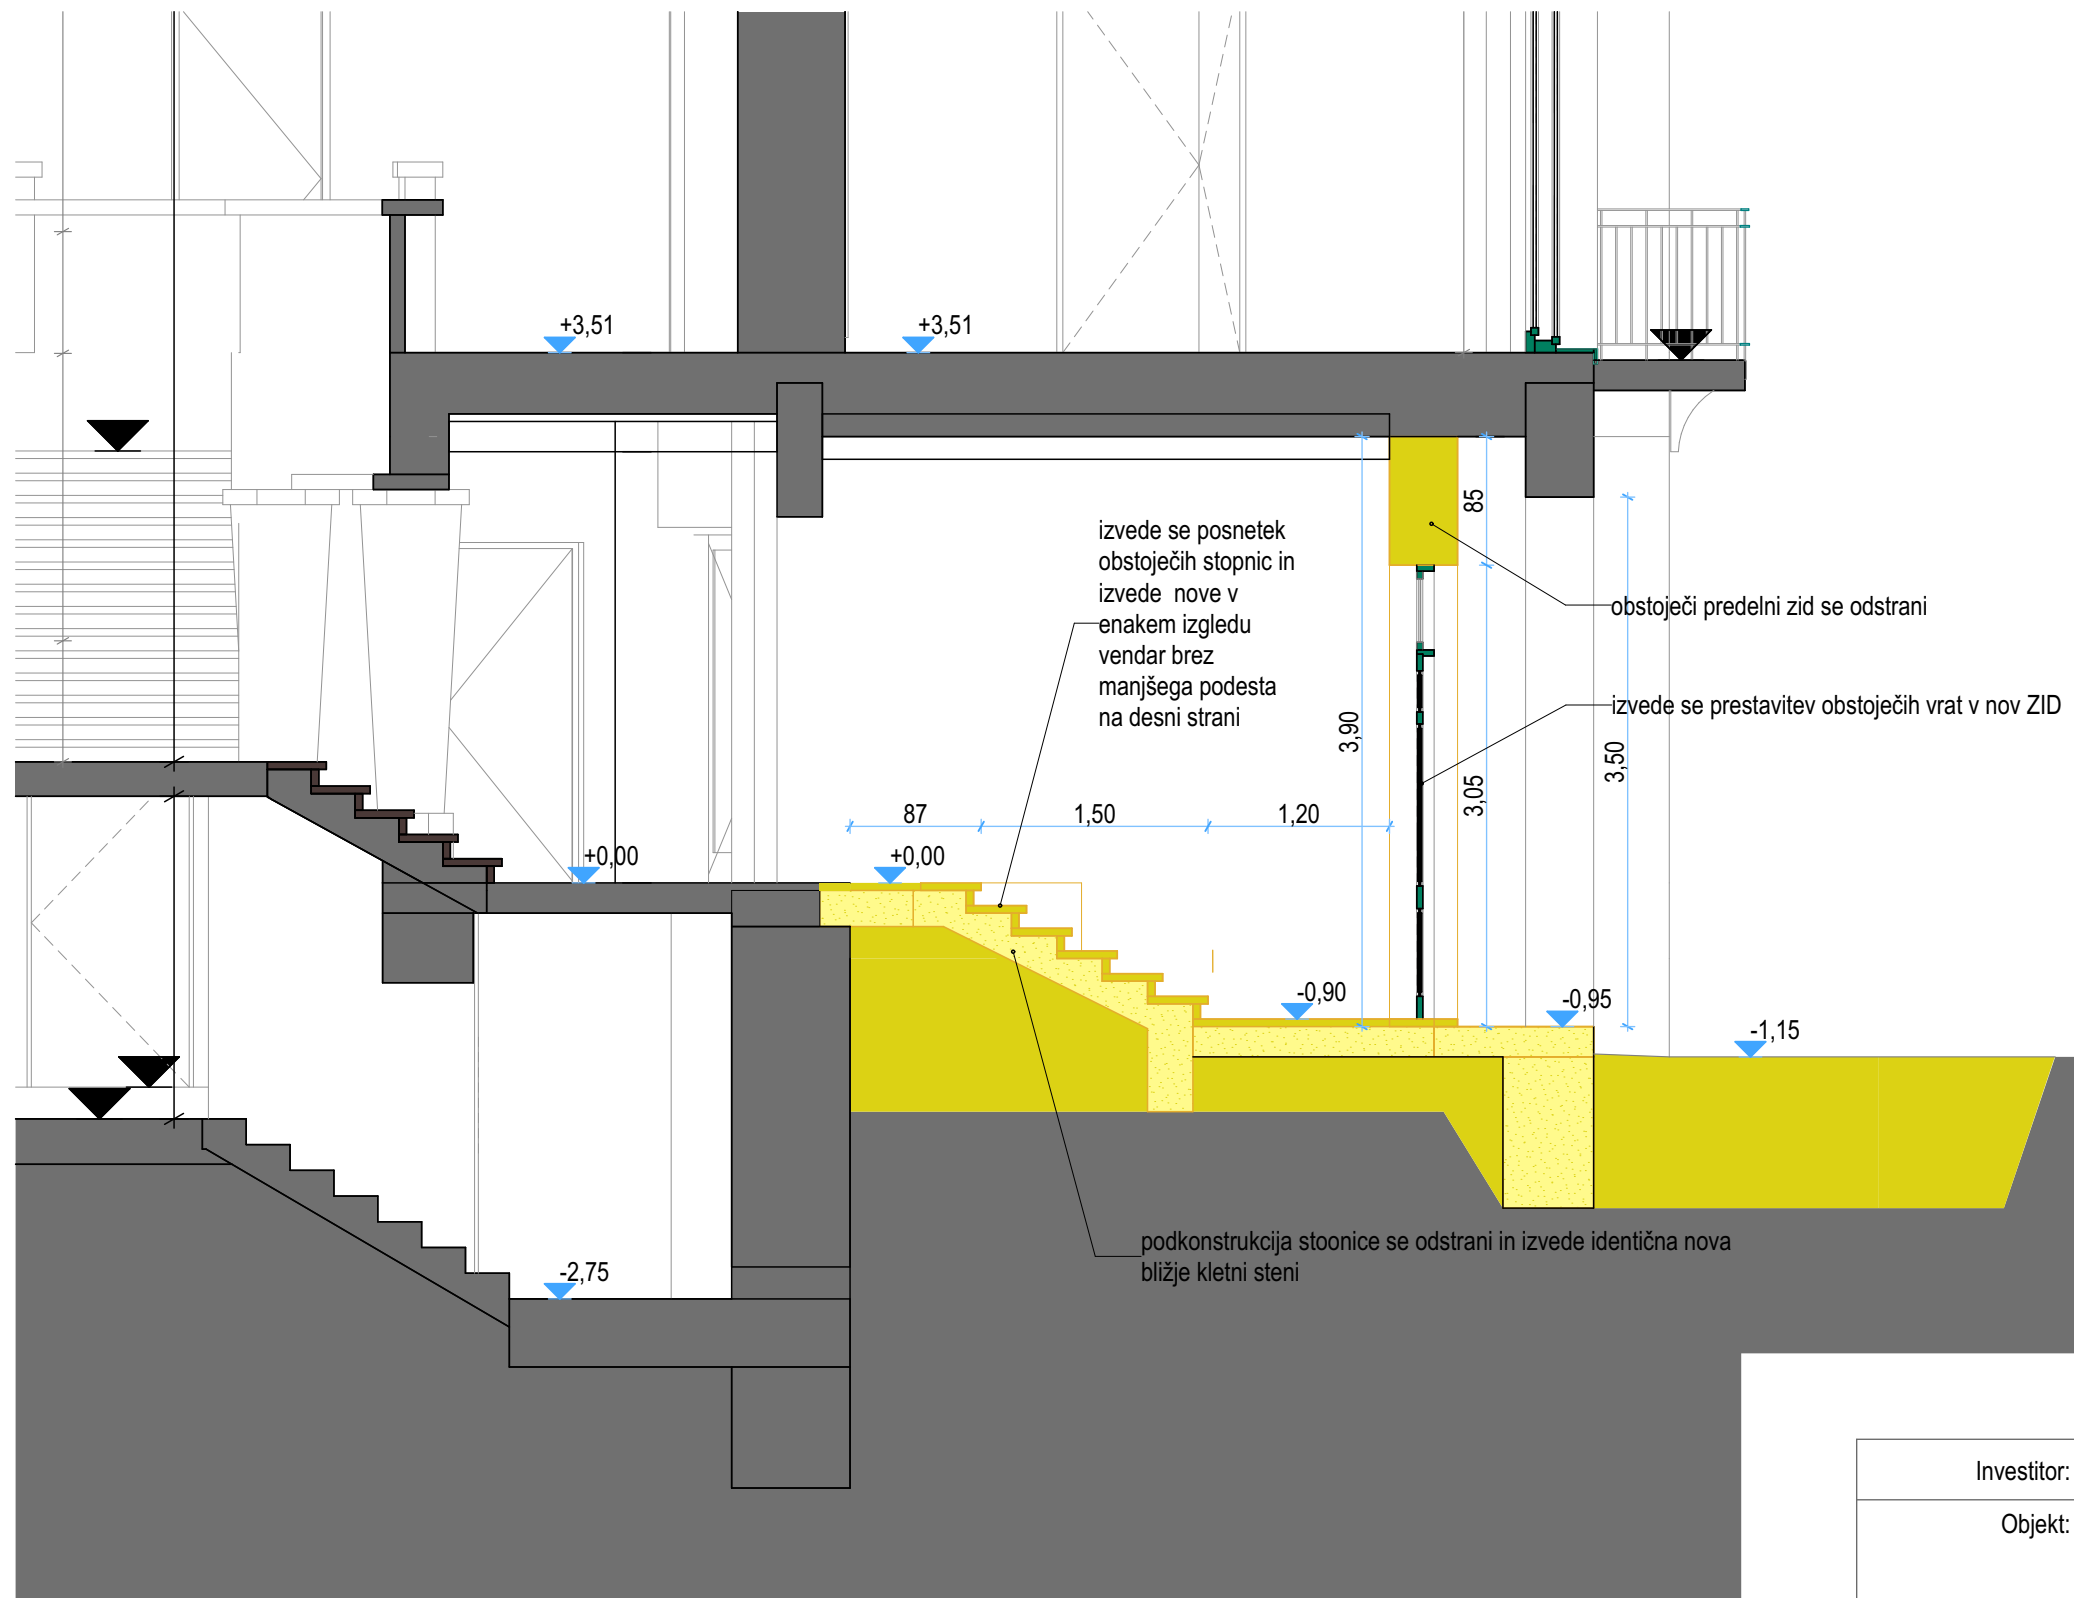 +3,51
+3,51
izvede se posnetek
obstoječih stopnic in
izvede nove v
enakem izgledu
vendar brez
manjšega podesta
na desni strani
85
obstoječi predelni zid se odstrani
izvede se prestavitev obstoječih vrat v nov ZID
3,90
3,05
3,50
87
1,50
1,20
+0,00
+0,00
-0,90
-0,95
-1,15
podkonstrukcija stoonice se odstrani in izvede identična nova
bližje kletni steni
-2,75
Investitor:
Objekt: